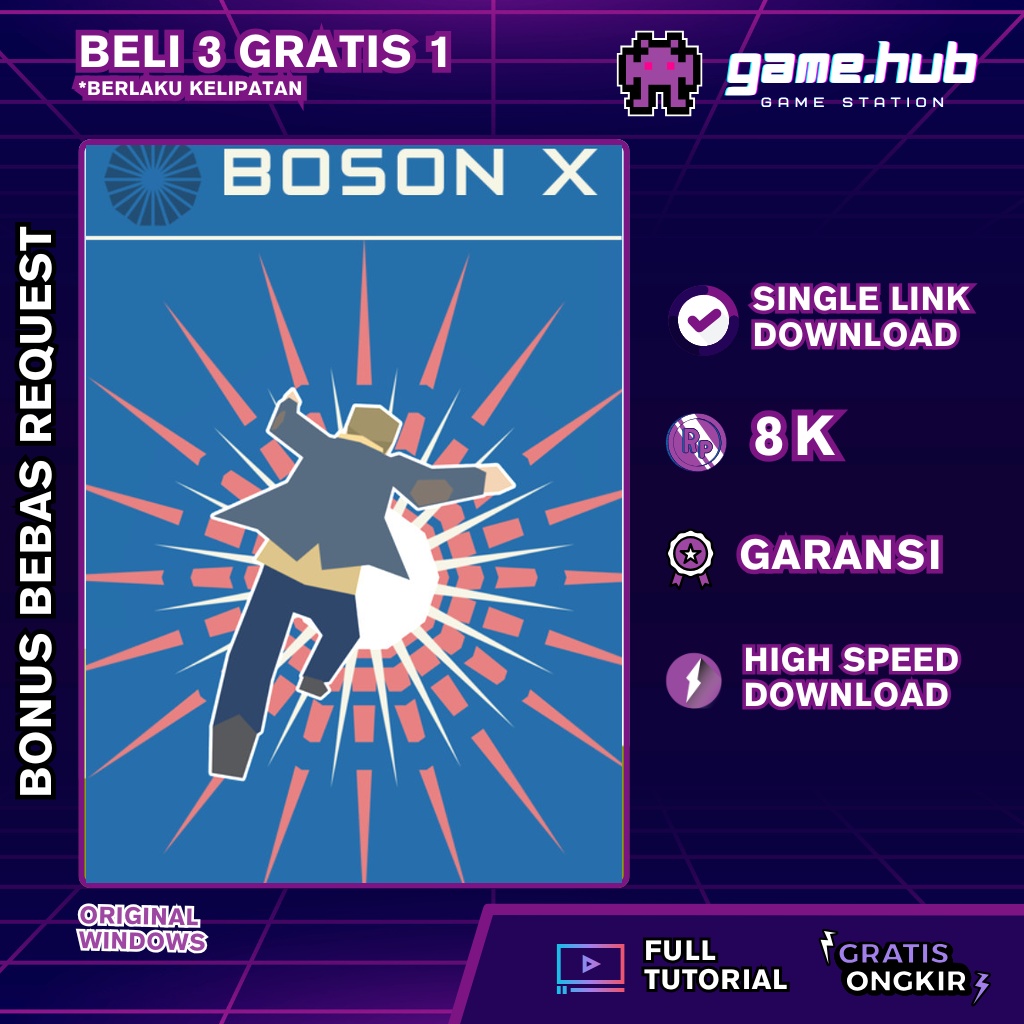 BELI 3 GRATIS 1
*BERLAKU KELIPATAN
game.hub
GAME STATION
BOSON X
BONUS BEBAS REQUEST
SINGLE LINK
DOWNLOAD
Rp
8K
GARANSI
HIGH SPEED
DOWNLOAD
ORIGINAL
WINDOWS
FULL
TUTORIAL
GRATIS
ONGKIR